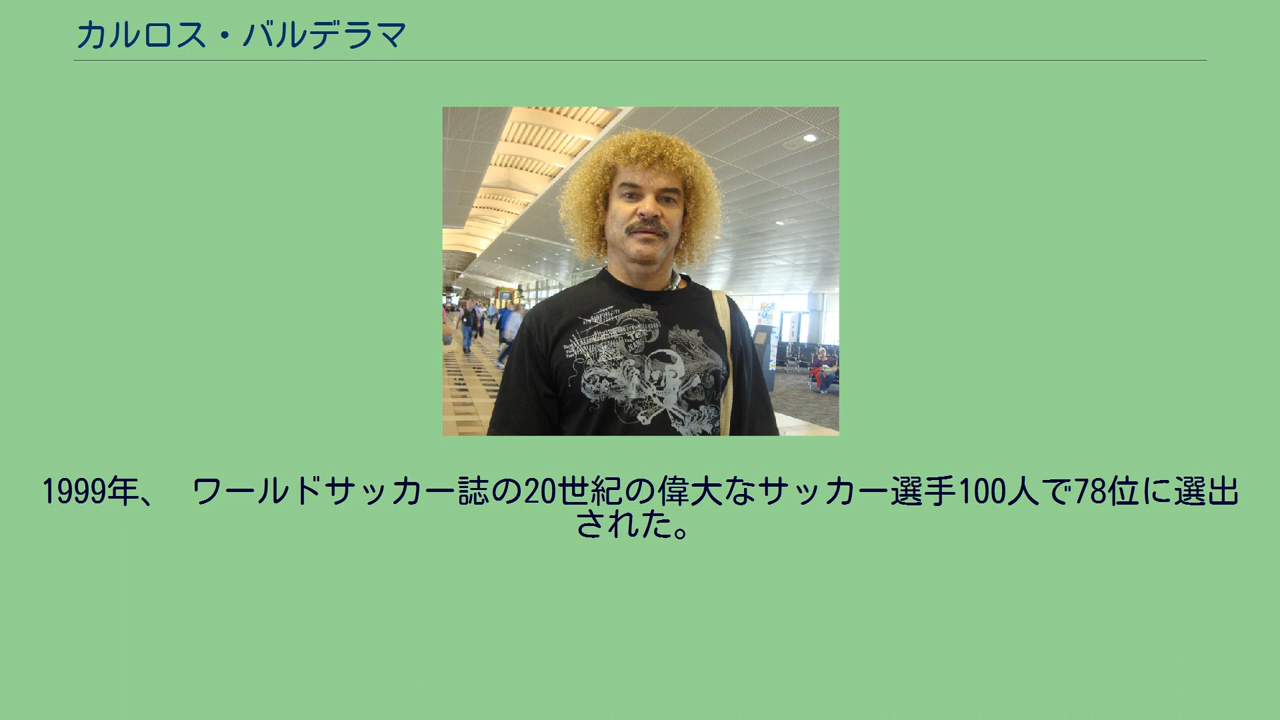 カルロス・バルデラマ
1999年、 ワールドサッカー誌の20世紀の偉大なサッカー選手100人で78位に選出
された。